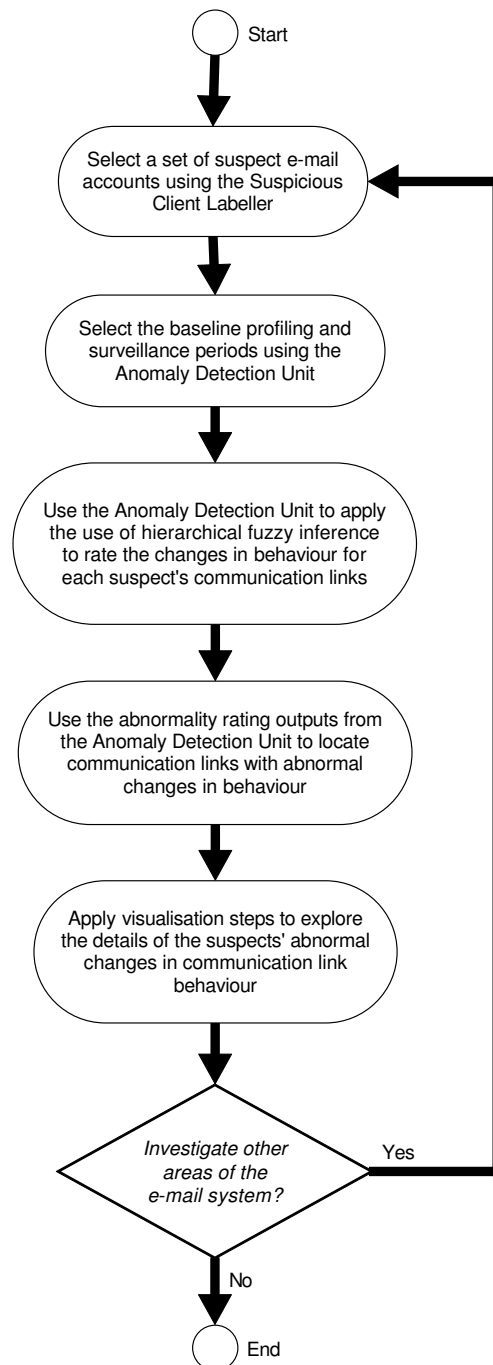 Start
Select a set of suspect e-mail
accounts using the Suspicious
Client Labeller
Select the baseline profiling and
surveillance periods using the
Anomaly Detection Unit
Use the Anomaly Detection Unit to apply
the use of hierarchical fuzzy inference
to rate the changes in behaviour for
each suspect's communication links
Use the abnormality rating outputs from
the Anomaly Detection Unit to locate
communication links with abnormal
changes in behaviour
Apply visualisation steps to explore
the details of the suspects' abnormal
changes in communication link
behaviour
Investigate other
areas of the
e-mail system?
Yes
No
End